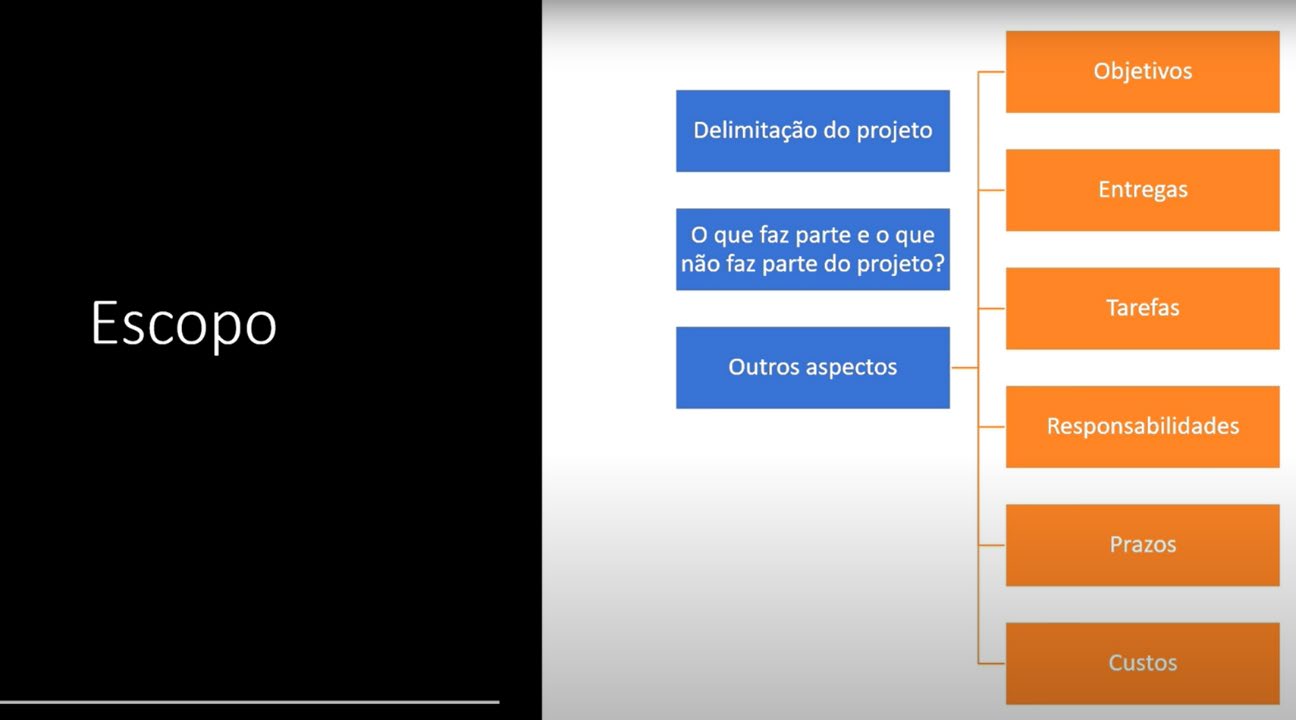 Escopo
Delimitação do projeto
O que faz parte e o que
não faz parte do projeto?
Outros aspectos
Objetivos
Entregas
Tarefas
Responsabilidades
Prazos
Custos